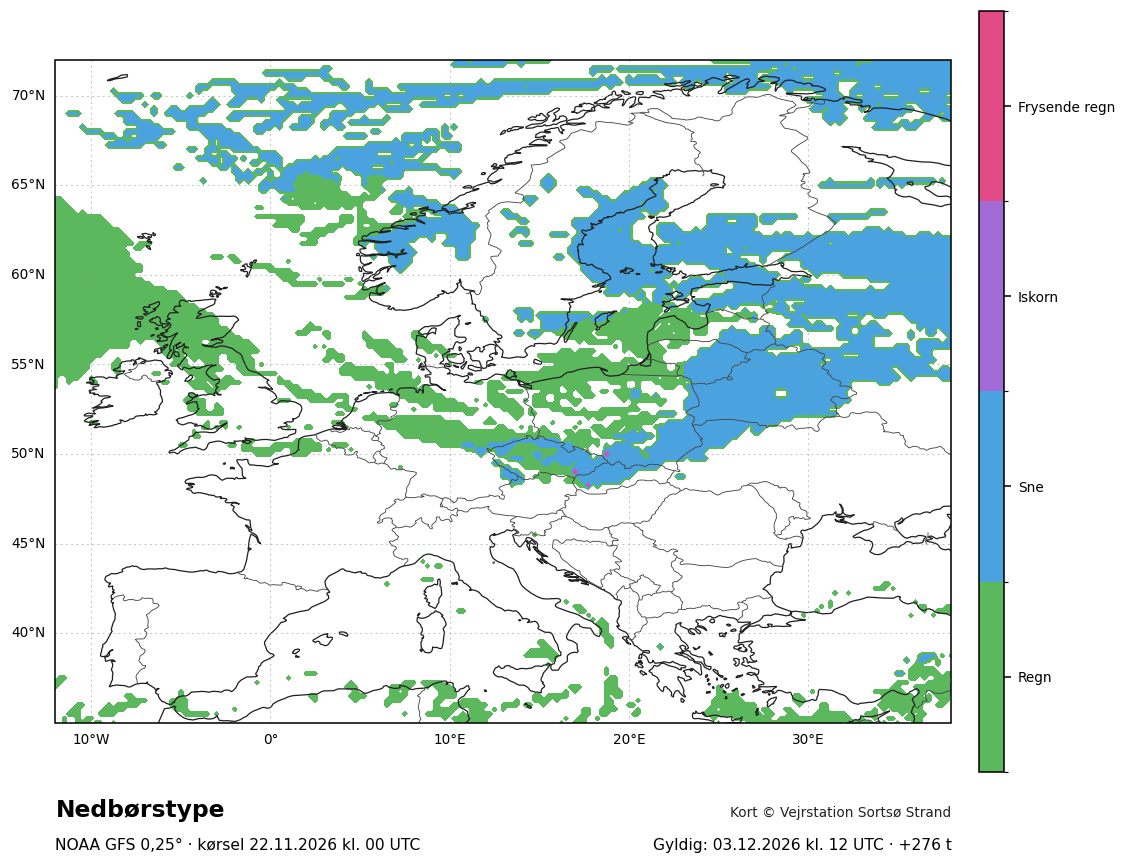 70°N
65°N
60°N
55°N
50°N
45°N
40°N
10°W
0°
10°E
20°E
30°E
Frysende regn
Iskorn
Sne
Regn
Nedbørstype
Kort © Vejrstation Sortsø Strand
NOAA GFS 0,25° · kørsel 22.11.2026 kl. 00 UTC
Gyldig: 03.12.2026 kl. 12 UTC · +276 t